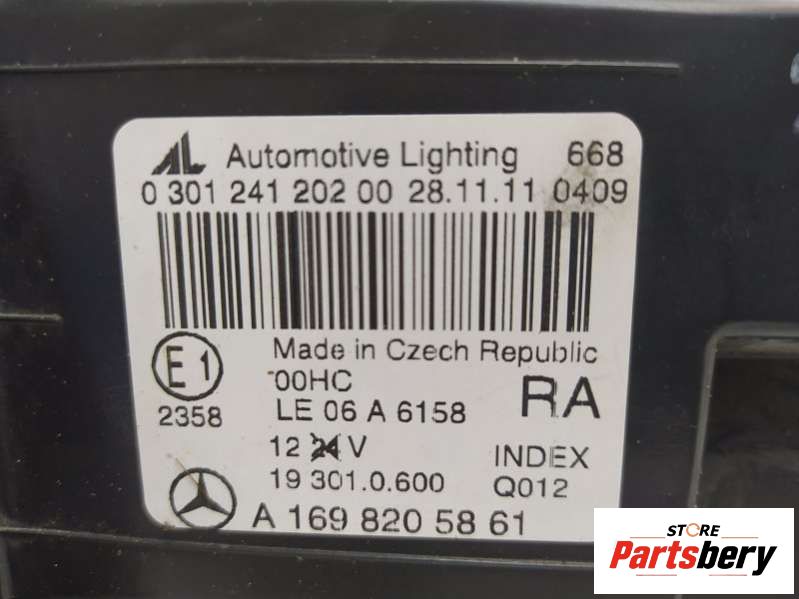 AL Automotive Lighting 668
0 301 241 202 00 28.11.11 0409
E1
2358
Made in Czech Republic
00HC
LE 06 A 6158
RA
12 24 V
INDEX
19 301.0.600
Q012
A 169 820 58 61
STORE
Partsbery